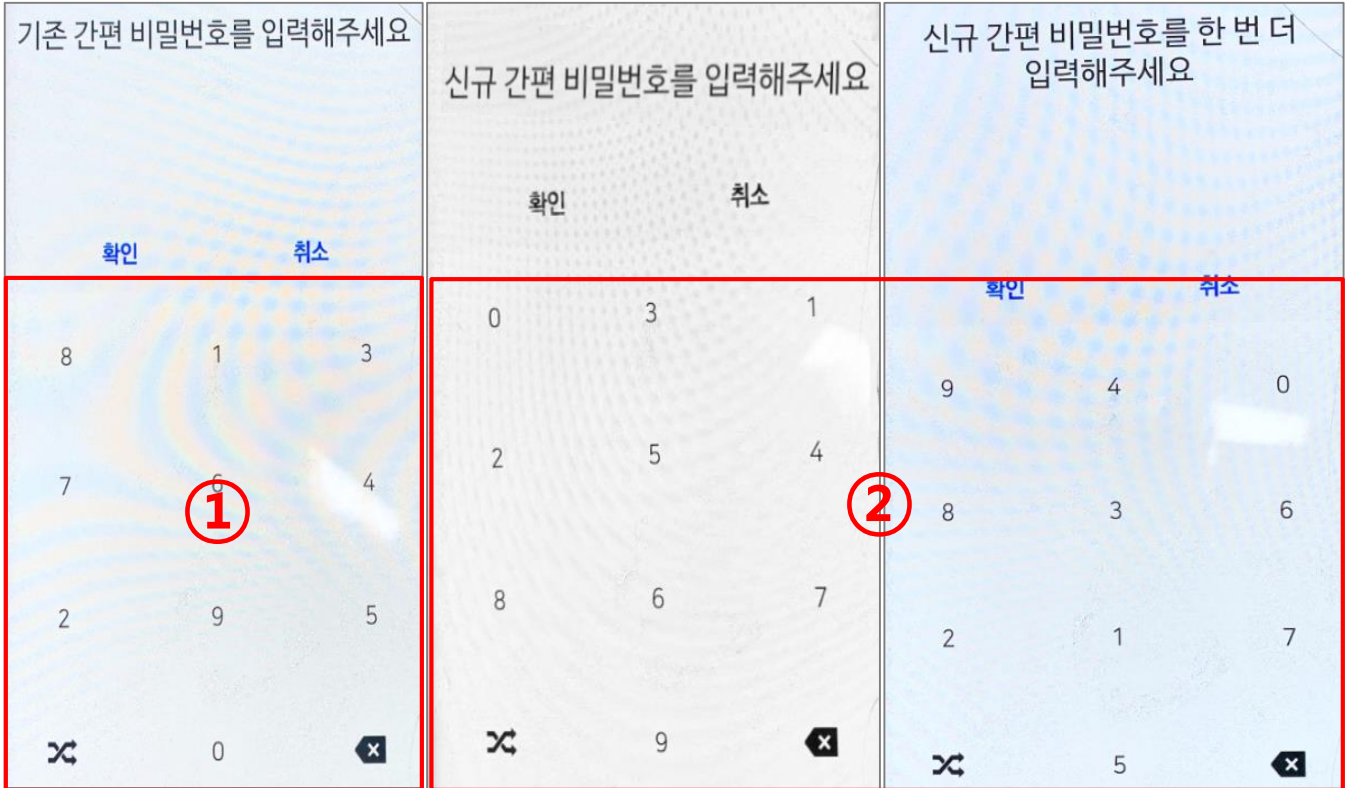 기존 간편 비밀번호를 입력해주세요
확인 취소
8 1 3
7 6 4
①
2 9 5
0
신규 간편 비밀번호를 입력해주세요
확인 취소
0 3 1
2 5 4
8 6 7
9
②
신규 간편 비밀번호를 한 번 더
입력해주세요
확인 취소
9 4 0
8 3 6
2 1 7
5